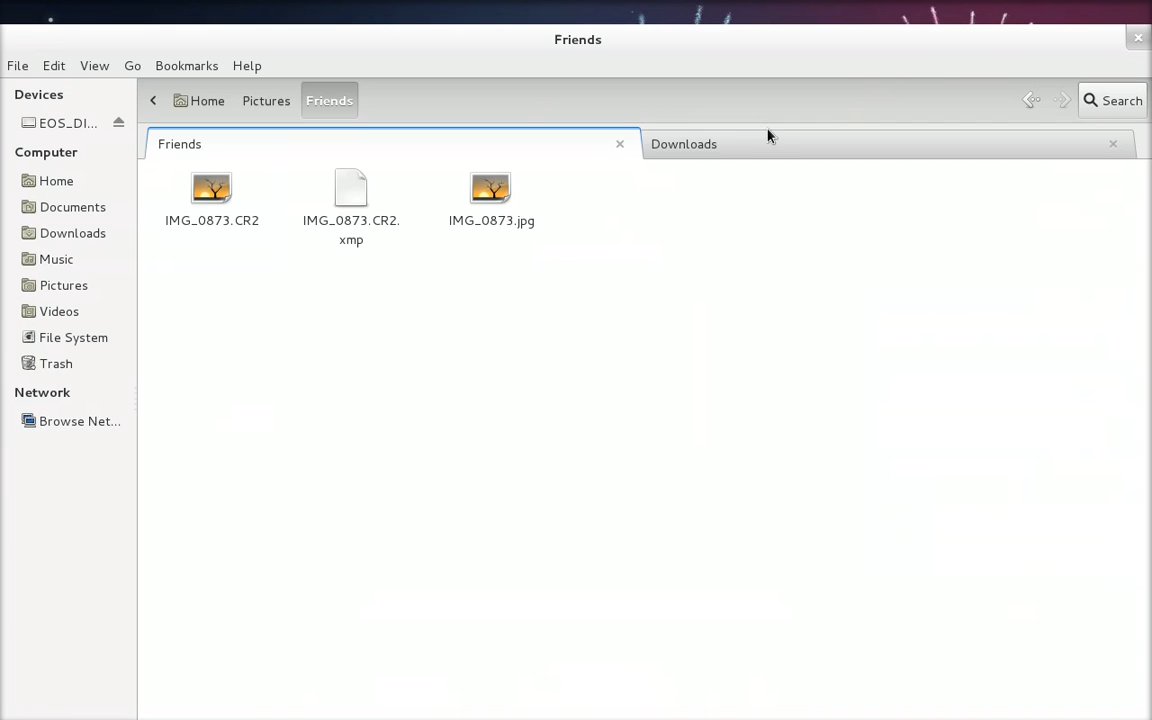 Friends
File Edit View Go Bookmarks Help
Devices
EOS_DI...
Computer
Home
Documents
Downloads
Music
Pictures
Videos
File System
Trash
Network
Browse Net...
Home Pictures Friends
Search
Friends
Downloads
IMG_0873.CR2
IMG_0873.CR2.
xmp
IMG_0873.jpg